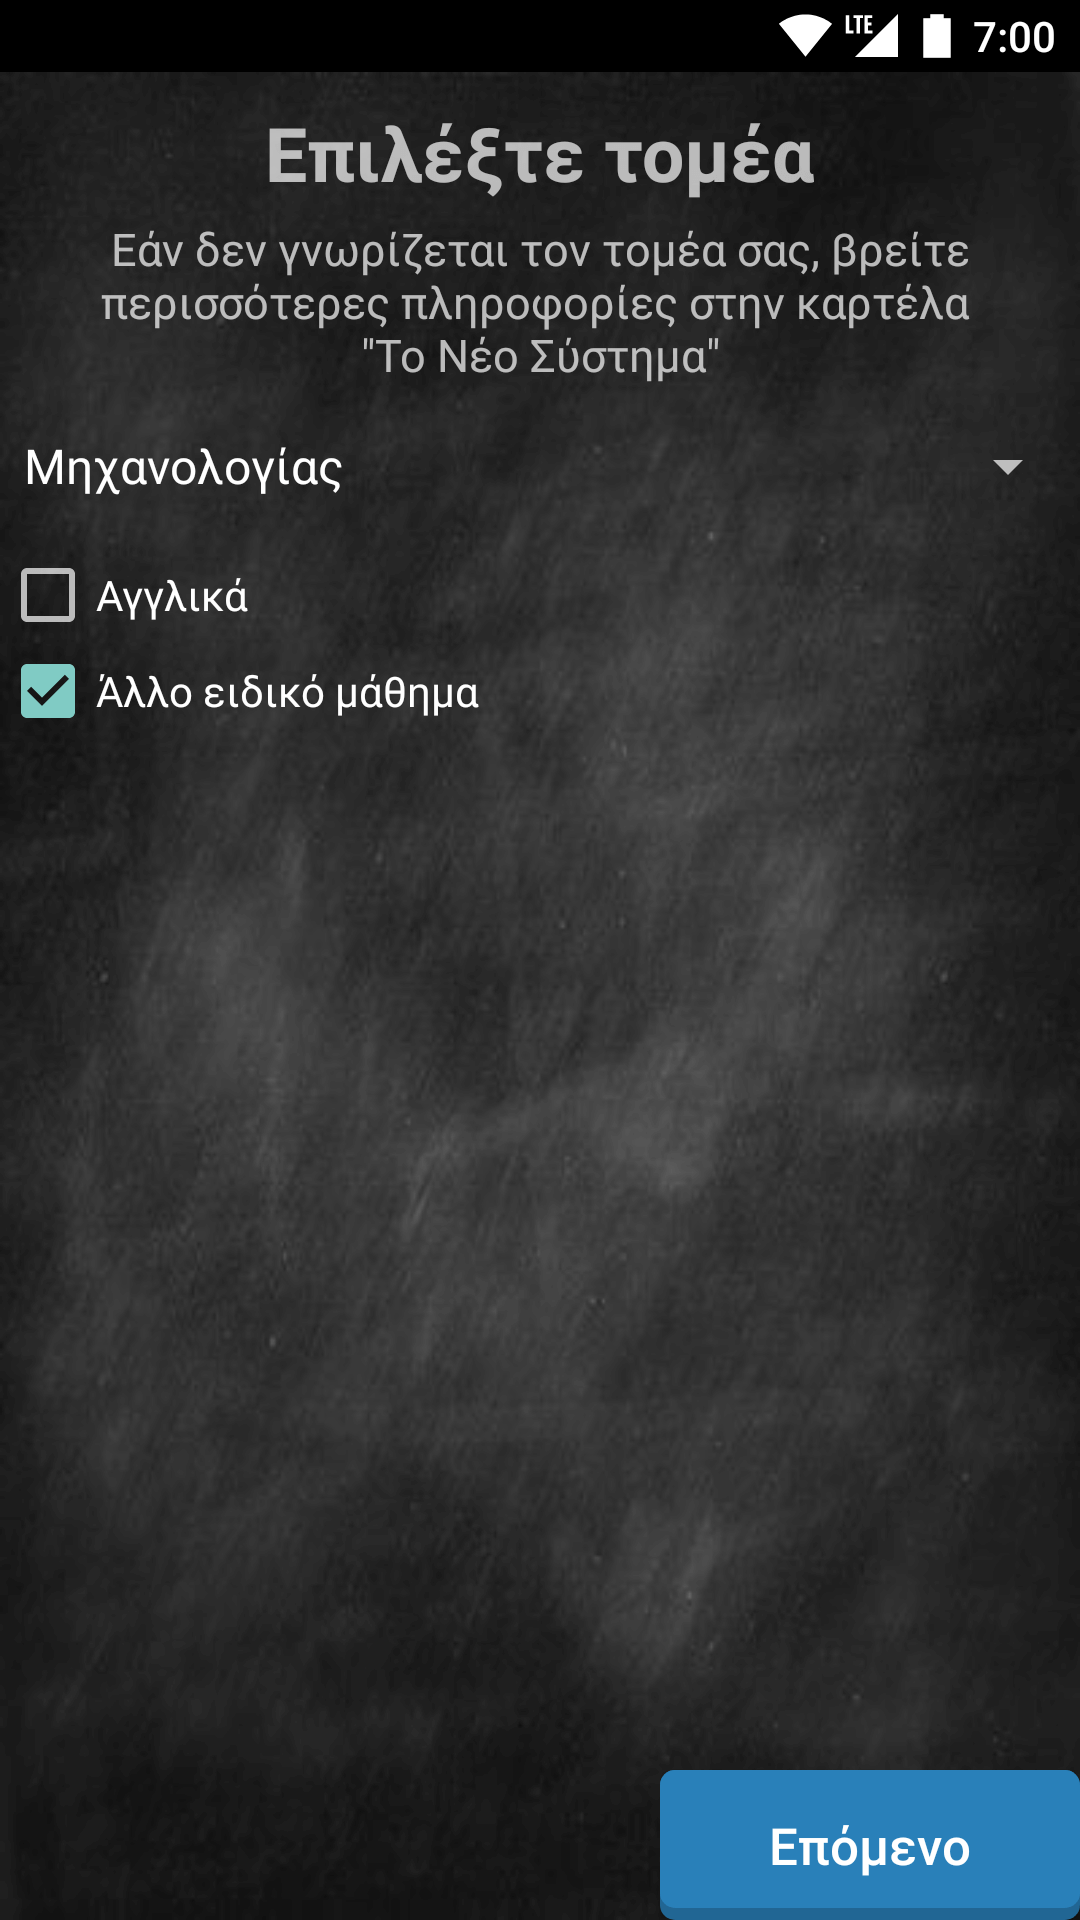 LTE 7:00
Επιλέξτε τομέα
Εάν δεν γνωρίζεται τον τομέα σας, βρείτε
περισσότερες πληροφορίες στην καρτέλα
"Το Νέο Σύστημα"
Μηχανολογίας
Αγγλικά
Άλλο ειδικό μάθημα
Επόμενο